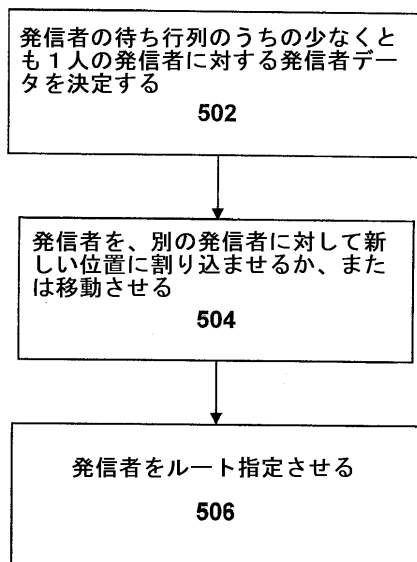 発信者の待ち行列のうちの少なくと
も１人の発信者に対する発信者デー
タを決定する
502
発信者を、別の発信者に対して新
しい位置に割り込ませるか、また
は移動させる
504
発信者をルート指定させる
506